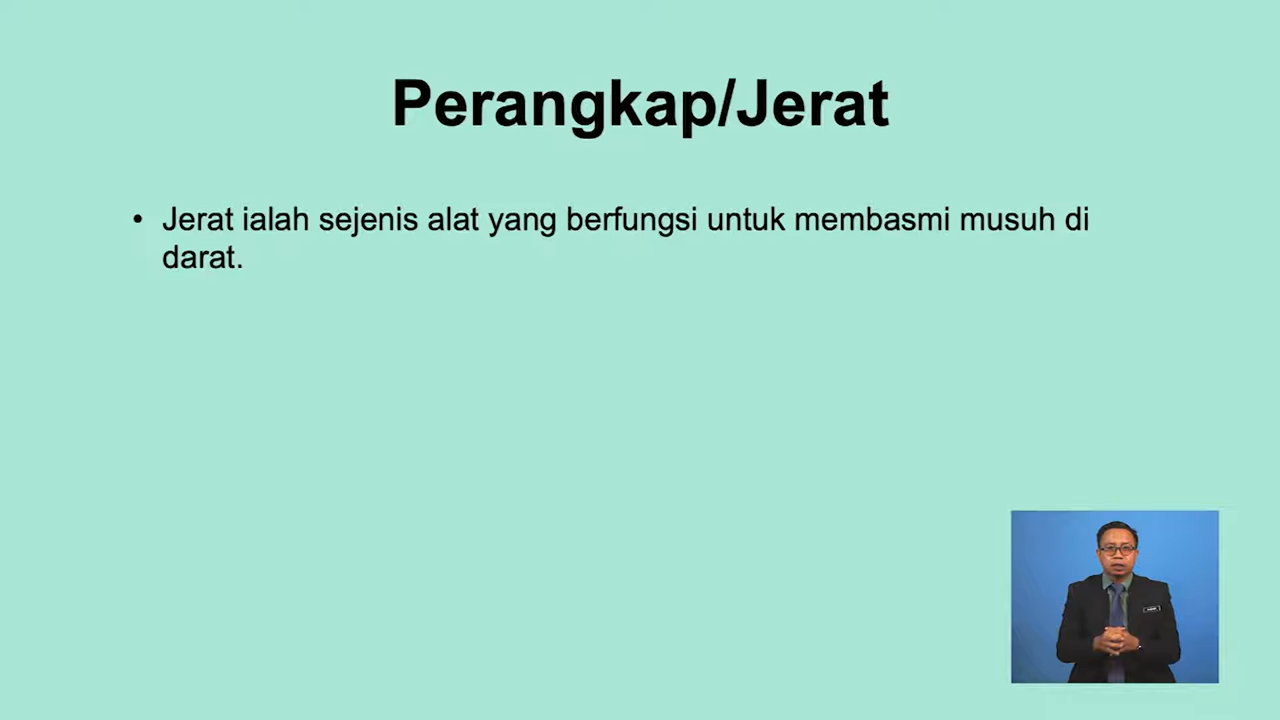 Perangkap/Jerat
• Jerat ialah sejenis alat yang berfungsi untuk membasmi musuh di
darat.